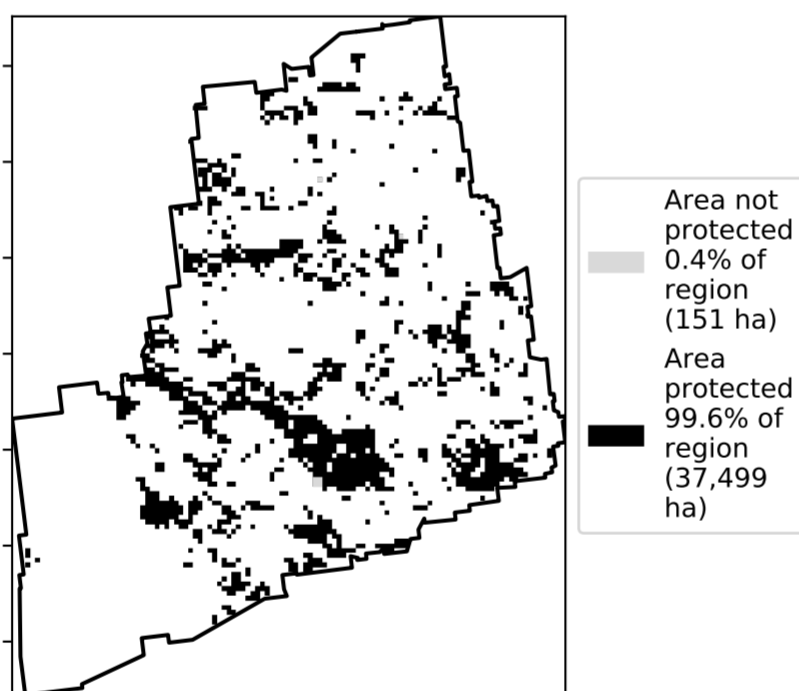 Area not
protected
0.4% of
region
(151 ha)
Area
protected
99.6% of
region
(37,499
ha)